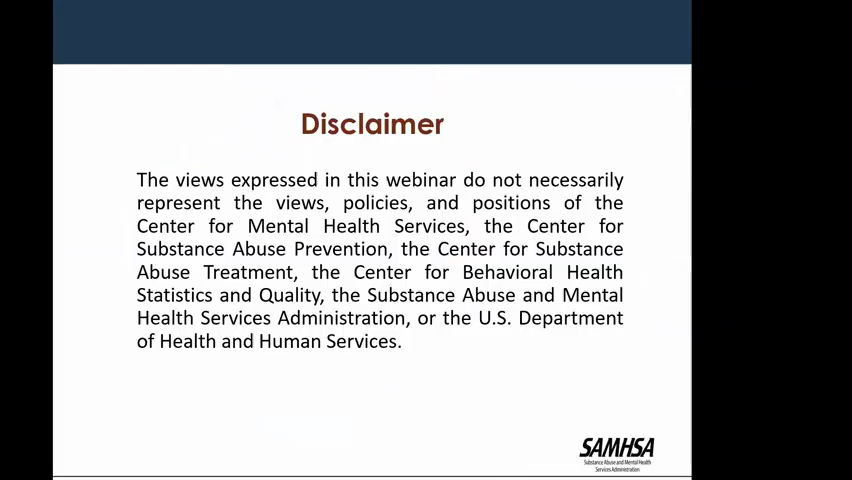 Disclaimer
The views expressed in this webinar do not necessarily
represent the views, policies, and positions of the
Center for Mental Health Services, the Center for
Substance Abuse Prevention, the Center for Substance
Abuse Treatment, the Center for Behavioral Health
Statistics and Quality, the Substance Abuse and Mental
Health Services Administration, or the U.S. Department
of Health and Human Services.
SAMHSA
Substance Abuse and Mental Health
Services Administration